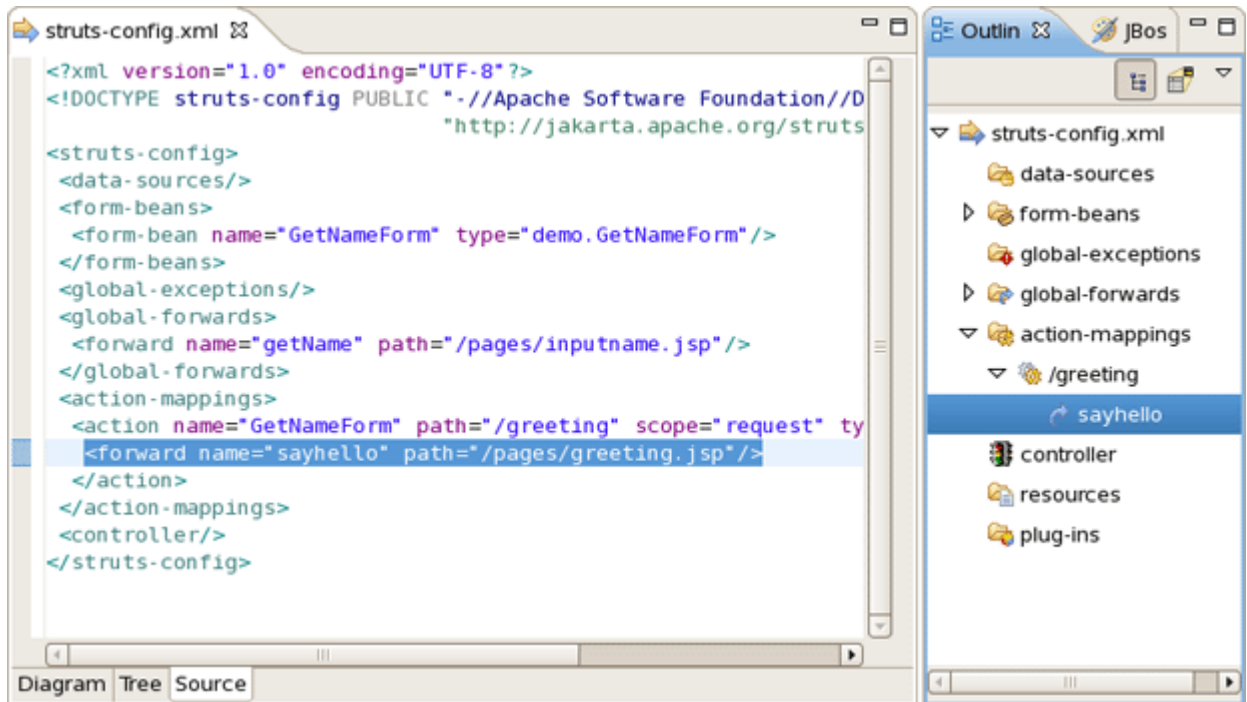 struts-config.xml
<?xml version="1.0" encoding="UTF-8"?>
<!DOCTYPE struts-config PUBLIC "-//Apache Software Foundation//D
"http://jakarta.apache.org/struts
<struts-config>
<data-sources/>
<form-beans>
<form-bean name="GetNameForm" type="demo.GetNameForm"/>
</form-beans>
<global-exceptions/>
<global-forwards>
<forward name="getName" path="/pages/inputname.jsp"/>
</global-forwards>
<action-mappings>
<action name="GetNameForm" path="/greeting" scope="request" ty
<forward name="sayhello" path="/pages/greeting.jsp"/>
</action>
</action-mappings>
<controller/>
</struts-config>
Diagram Tree Source
Outlin JBos
struts-config.xml
data-sources
form-beans
global-exceptions
global-forwards
action-mappings
/greeting
sayhello
controller
resources
plug-ins